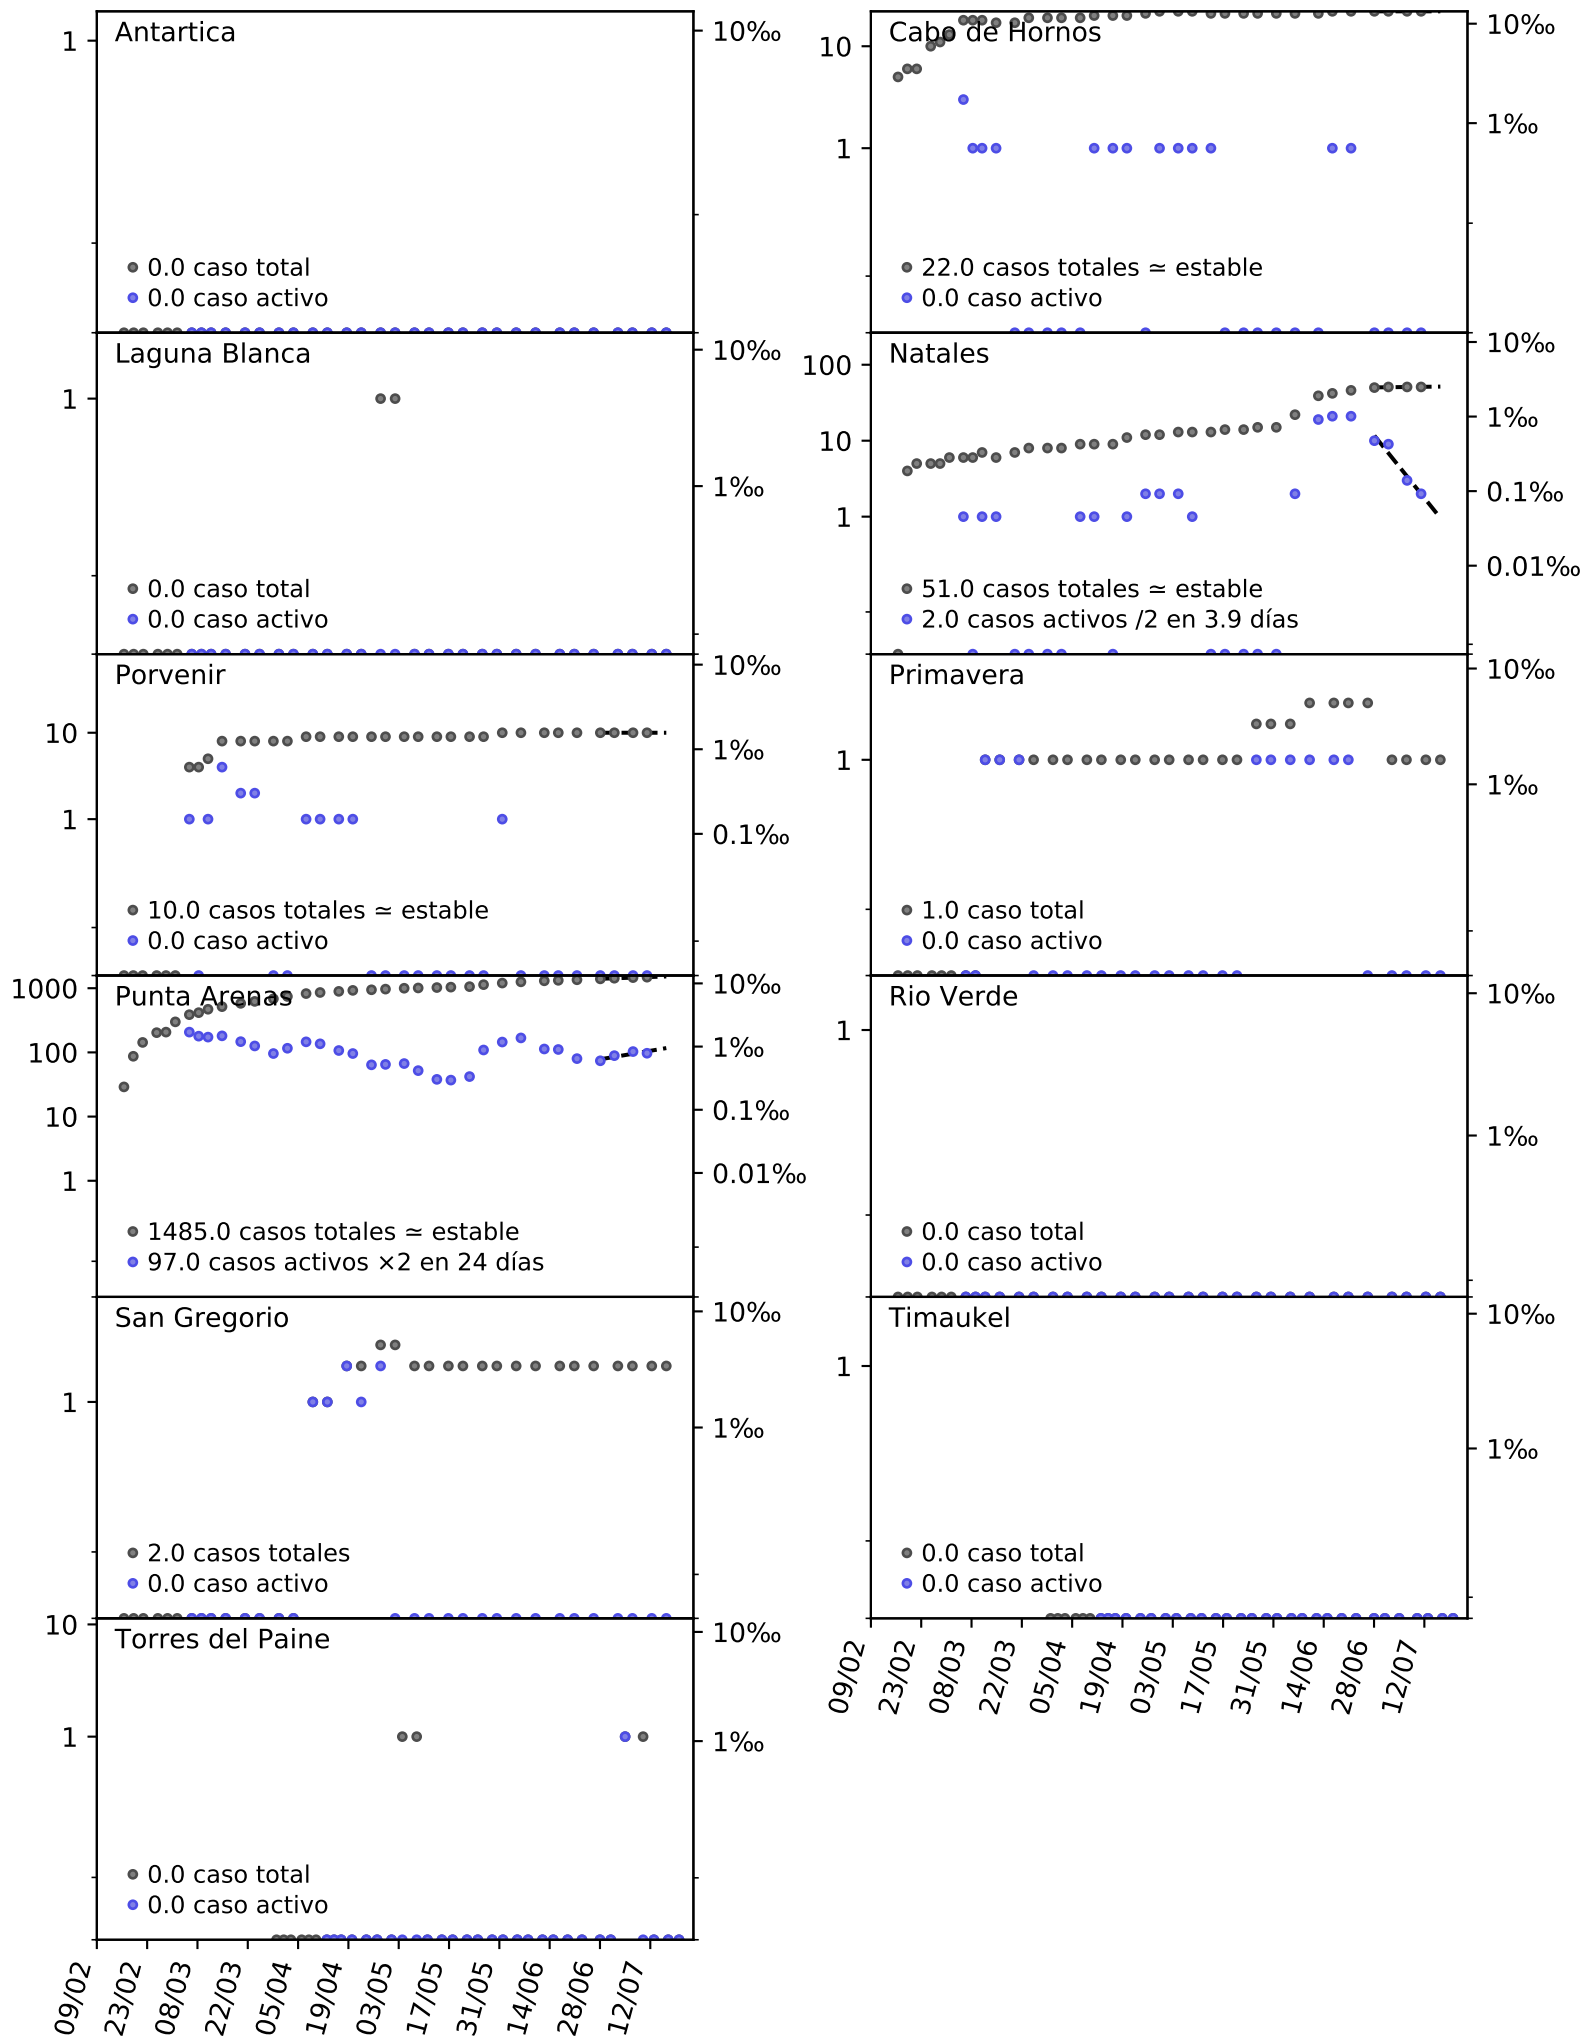 Antartica
1
10‰
0.0 caso total
0.0 caso activo
Cabo de Hornos
10
1
10‰
1‰
22.0 casos totales ≃ estable
0.0 caso activo
Laguna Blanca
1
10‰
1‰
0.0 caso total
0.0 caso activo
Natales
100
10
1
10‰
1‰
0.1‰
0.01‰
51.0 casos totales ≃ estable
2.0 casos activos /2 en 3.9 días
Porvenir
10
1
10‰
1‰
0.1‰
10.0 casos totales ≃ estable
0.0 caso activo
Primavera
1
10‰
1‰
1.0 caso total
0.0 caso activo
Punta Arenas
1000
100
10
1
10‰
1‰
0.1‰
0.01‰
1485.0 casos totales ≃ estable
97.0 casos activos ×2 en 24 días
Rio Verde
1
10‰
1‰
0.0 caso total
0.0 caso activo
San Gregorio
1
10‰
1‰
2.0 casos totales
0.0 caso activo
Timaukel
1
10‰
1‰
0.0 caso total
0.0 caso activo
09/02
23/02
08/03
22/03
05/04
19/04
03/05
17/05
31/05
14/06
28/06
12/07
Torres del Paine
10
1
10‰
1‰
0.0 caso total
0.0 caso activo
09/02
23/02
08/03
22/03
05/04
19/04
03/05
17/05
31/05
14/06
28/06
12/07